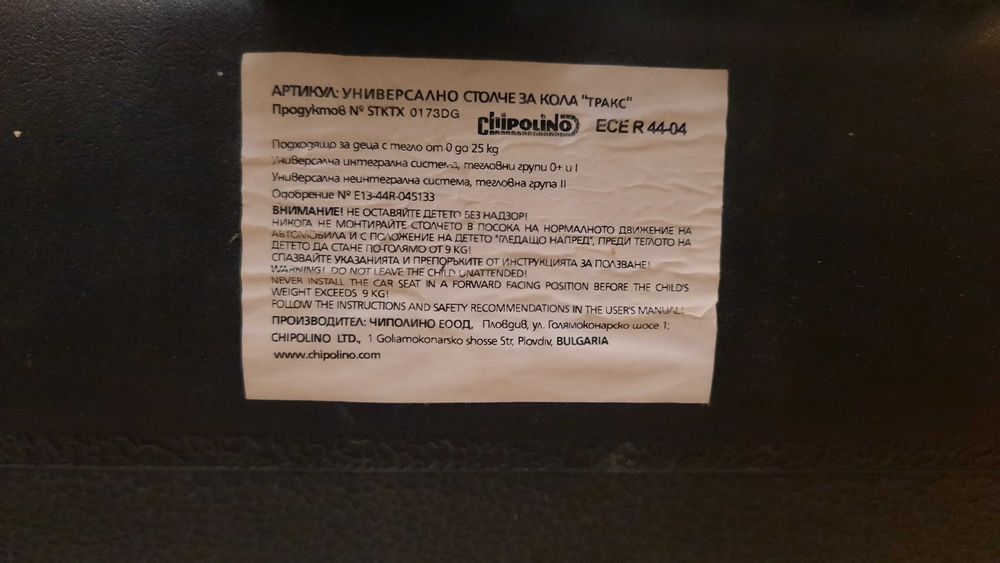 АРТИКУЛ: УНИВЕРСАЛНО СТОЛЧЕ ЗА КОЛА "ТРАКС"
Продуктов № STKTX 0173DG
chipolino ECE R 44-04
Подходящо за деца с тегло от 0 до 25 kg
Универсална интегрална система, тегловни групи 0+ и I
Универсална неинтегрална система, тегловна група II
Одобрение № E13-44R-045133
ВНИМАНИЕ! НЕ ОСТАВЯЙТЕ ДЕТЕТО БЕЗ НАДЗОР!
НИКОГА НЕ МОНТИРАЙТЕ СТОЛЧЕТО В ПОСОКА НА НОРМАЛНОТО ДВИЖЕНИЕ НА
АВТОМОБИЛА И С ПОЛОЖЕНИЕ НА ДЕТЕТО "ГЛЕДАЩО НАПРЕД", ПРЕДИ ТЕГЛОТО НА
ДЕТЕТО ДА СТАНЕ ПО-ГОЛЯМО ОТ 9 KG!
СПАЗВАЙТЕ УКАЗАНИЯТА И ПРЕПОРЪКИТЕ ОТ ИНСТРУКЦИЯТА ЗА ПОЛЗВАНЕ!
WARNING! DO NOT LEAVE THE CHILD UNATTENDED!
NEVER INSTALL THE CAR SEAT IN A FORWARD FACING POSITION BEFORE THE CHILD'S
WEIGHT EXCEEDS 9 KG!
FOLLOW THE INSTRUCTIONS AND SAFETY RECOMMENDATIONS IN THE USER'S MANUAL!
ПРОИЗВОДИТЕЛ: ЧИПОЛИНО ЕООД, Пловдив, ул. Голямоконарско шосе 1;
CHIPOLINO LTD., 1 Goliamokonarsko shosse Str, Plovdiv, BULGARIA
www.chipolino.com